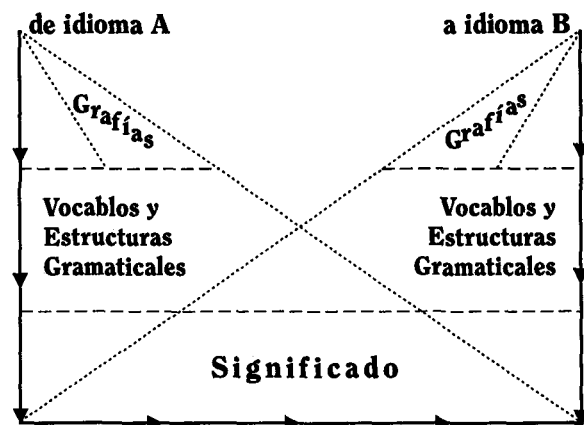 de idioma A
a idioma B
Grafías
Grafías
Vocablos y
Estructuras
Gramaticales
Vocablos y
Estructuras
Gramaticales
Significado